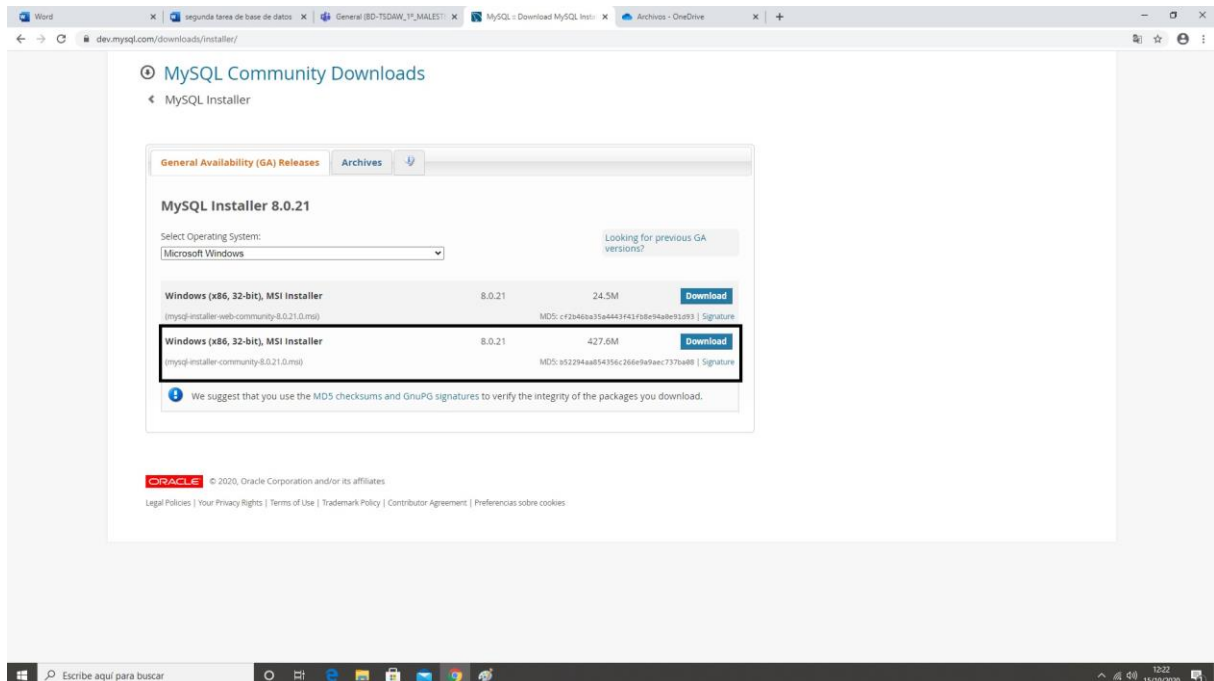 Word
segunda tarea de base de datos
General (BD-TSDAW_1º_MALEST
MySQL :: Download MySQL Insta
Archivos - OneDrive
dev.mysql.com/downloads/installer/
MySQL Community Downloads
MySQL Installer
General Availability (GA) Releases
Archives
MySQL Installer 8.0.21
Select Operating System:
Microsoft Windows
Looking for previous GA
versions?
Windows (x86, 32-bit), MSI Installer 8.0.21 24.5M Download
(mysql-installer-web-community-8.0.21.0.msi) MD5: | Signature
Windows (x86, 32-bit), MSI Installer 8.0.21 427.6M Download
(mysql-installer-community-8.0.21.0.msi) MD5: | Signature
We suggest that you use the MD5 checksums and GnuPG signatures to verify the integrity of the packages you download.
ORACLE © 2020, Oracle Corporation and/or its affiliates
Legal Policies | Your Privacy Rights | Terms of Use | Trademark Policy | Contributor Agreement | Preferencias sobre cookies
Escribe aquí para buscar
12:22
15/10/2020